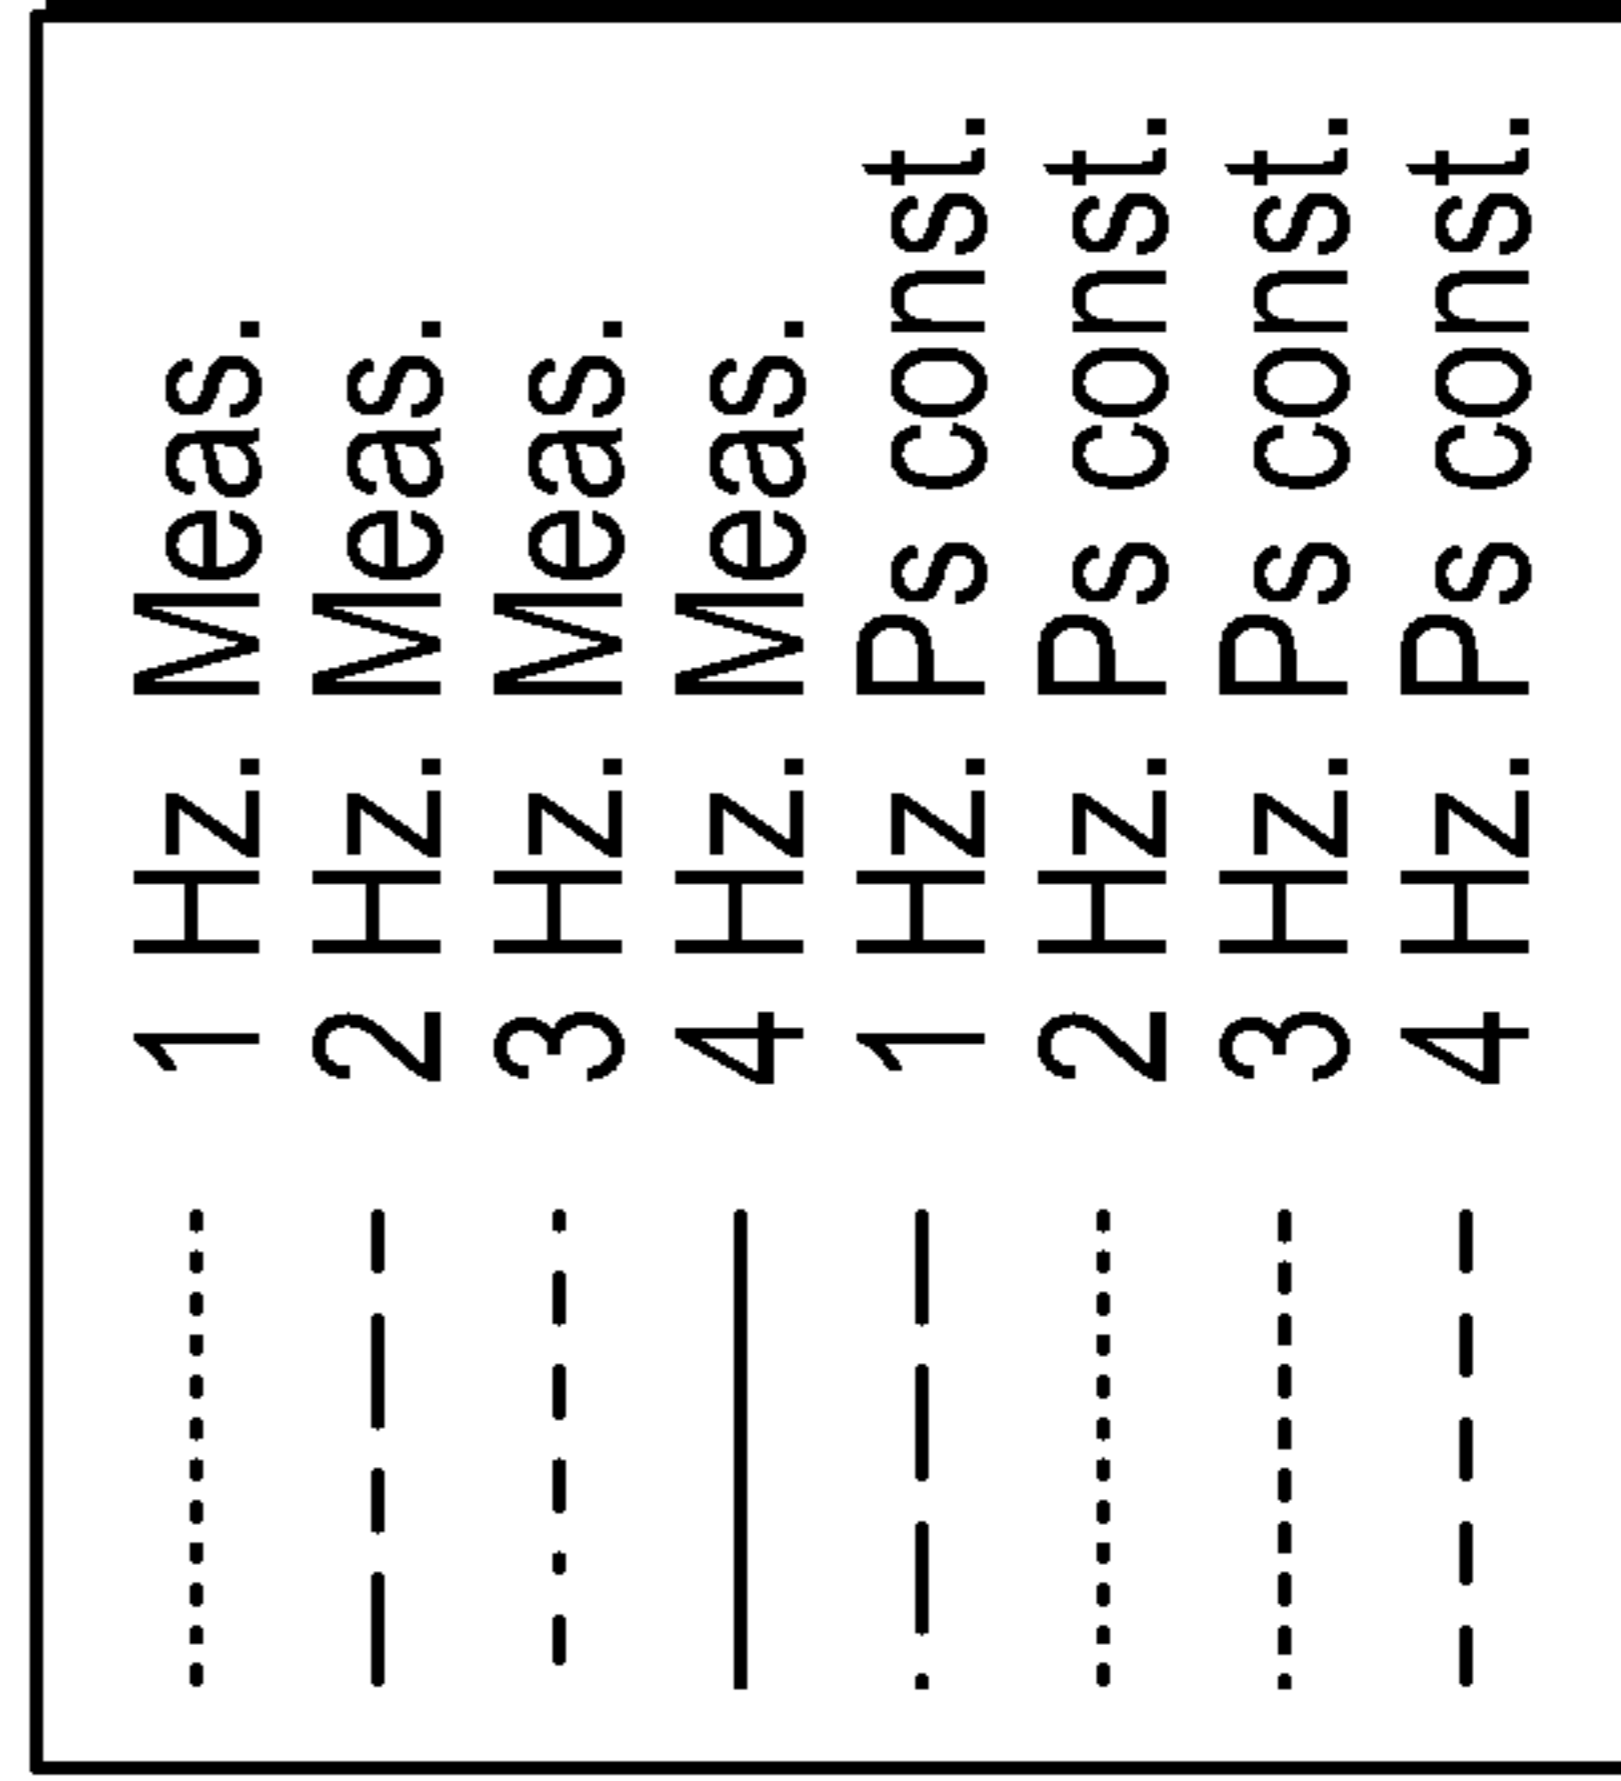 1 Hz. Meas.
2 Hz. Meas.
3 Hz. Meas.
4 Hz. Meas.
1 Hz. Ps const.
2 Hz. Ps const.
3 Hz. Ps const.
4 Hz. Ps const.